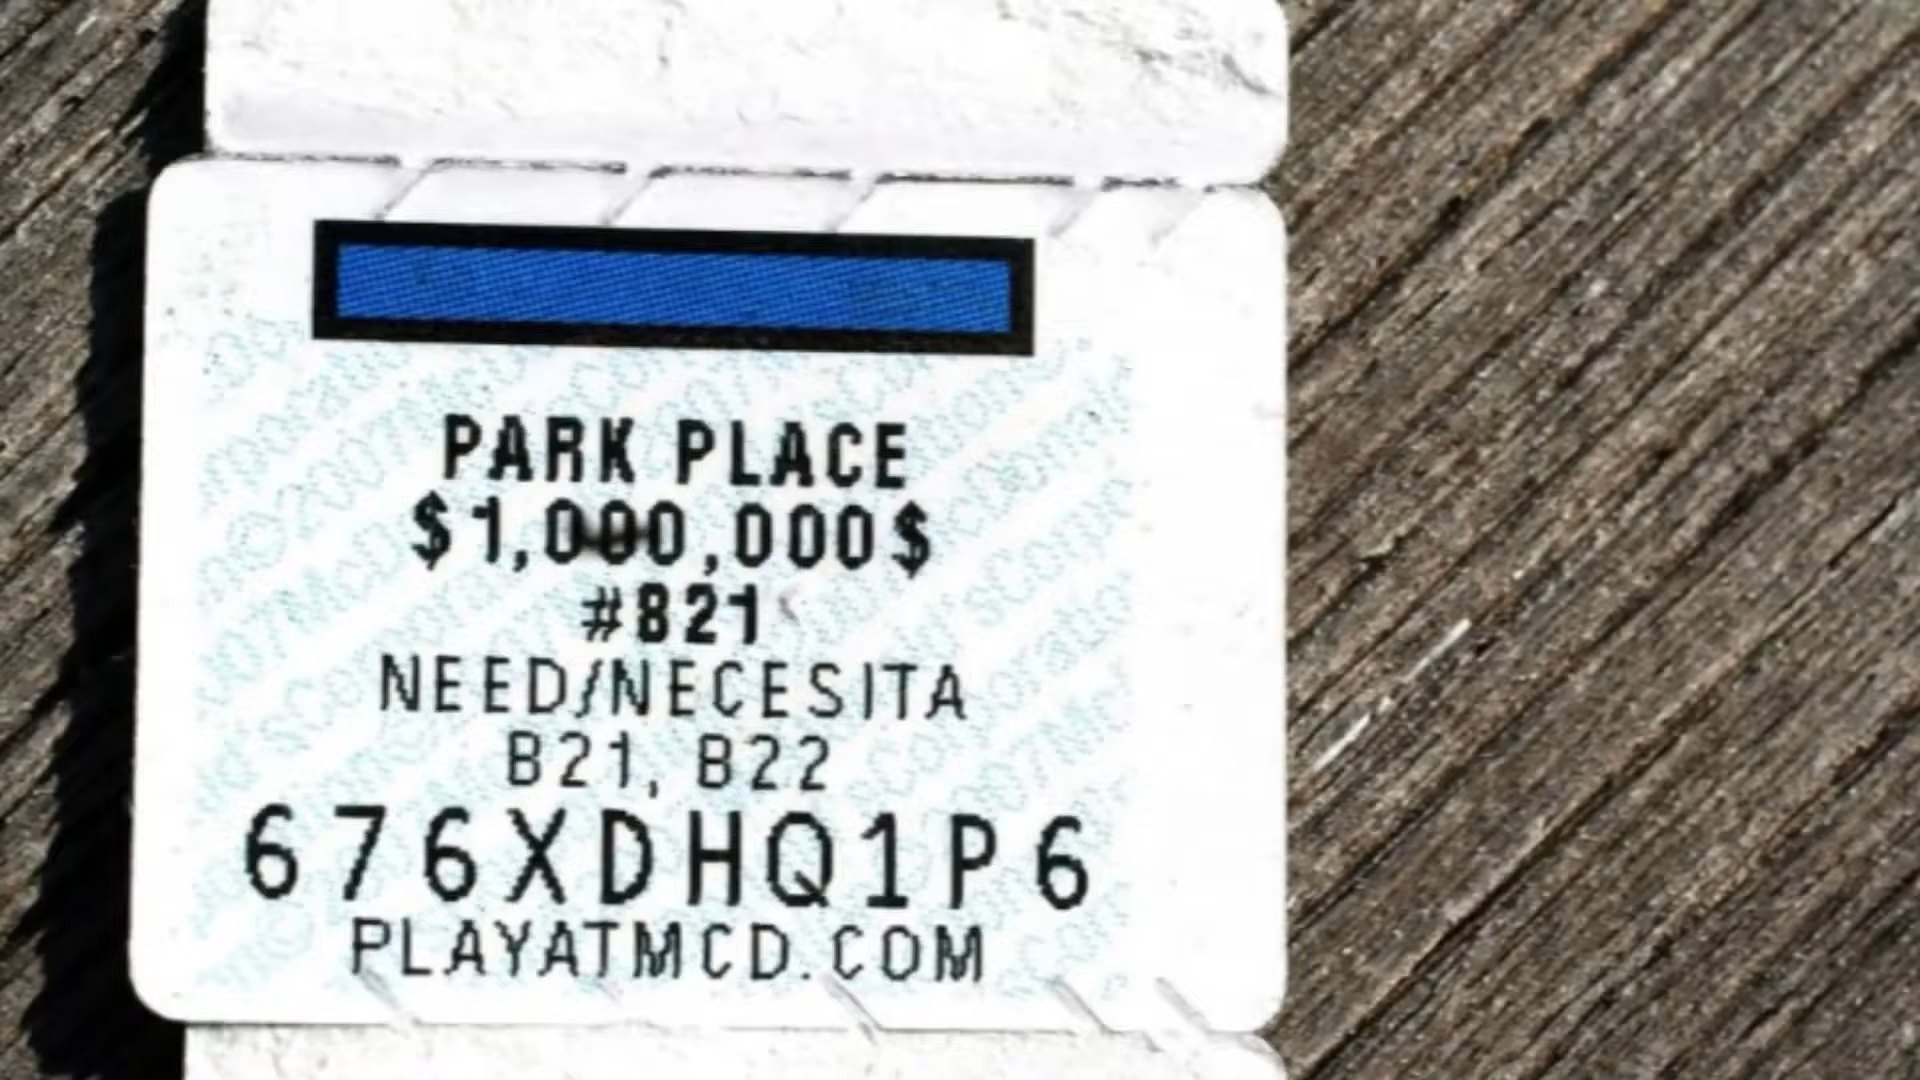 PARK PLACE
$1,000,000$
#821
NEED/NECESITA
B21, B22
676XDHQ1P6
PLAYATMCD.COM